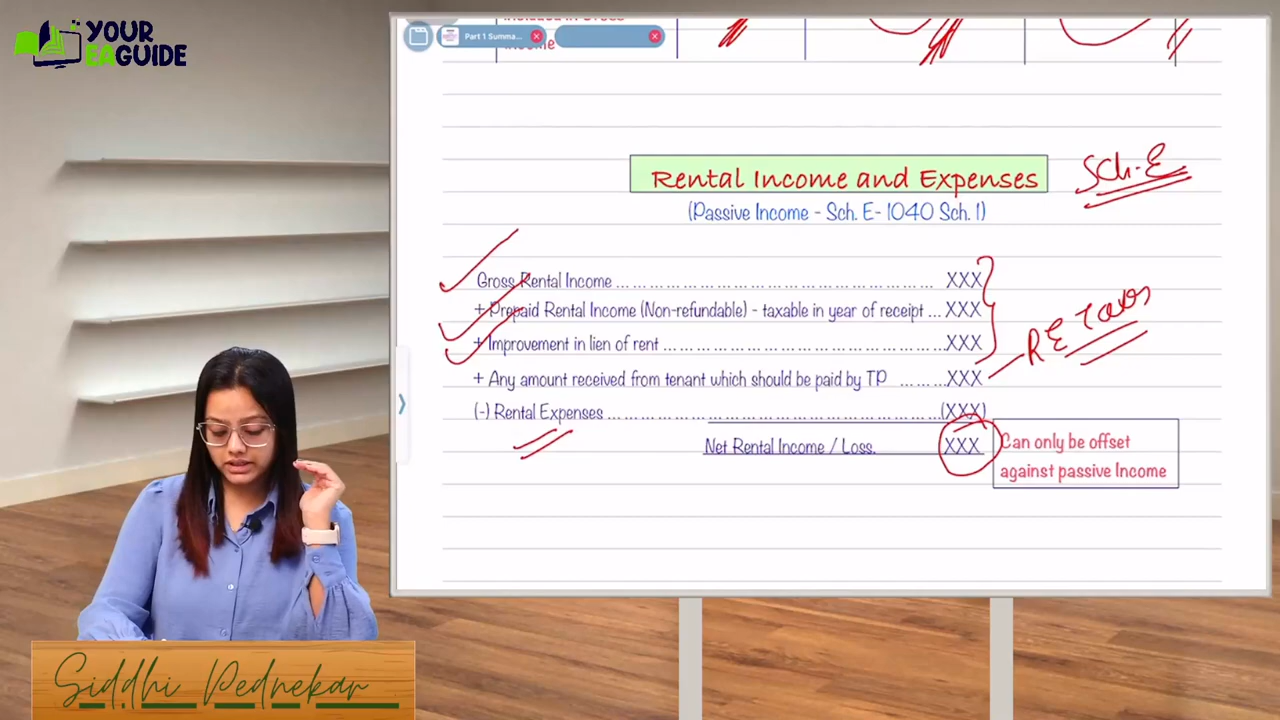 YOUR
EAGUIDE
Part 1 Summa...
Rental Income and Expenses
Sch. E
(Passive Income - Sch. E- 1040 Sch. 1)
Gross Rental Income ... XXX
+ Prepaid Rental Income (Non-refundable) - taxable in year of receipt ... XXX
+ Improvement in lien of rent ... XXX
RE Taxes
+ Any amount received from tenant which should be paid by TP ... XXX
(-) Rental Expenses ... (XXX)
Net Rental Income / Loss. XXX
Can only be offset
against passive Income
Siddhi Pednekar